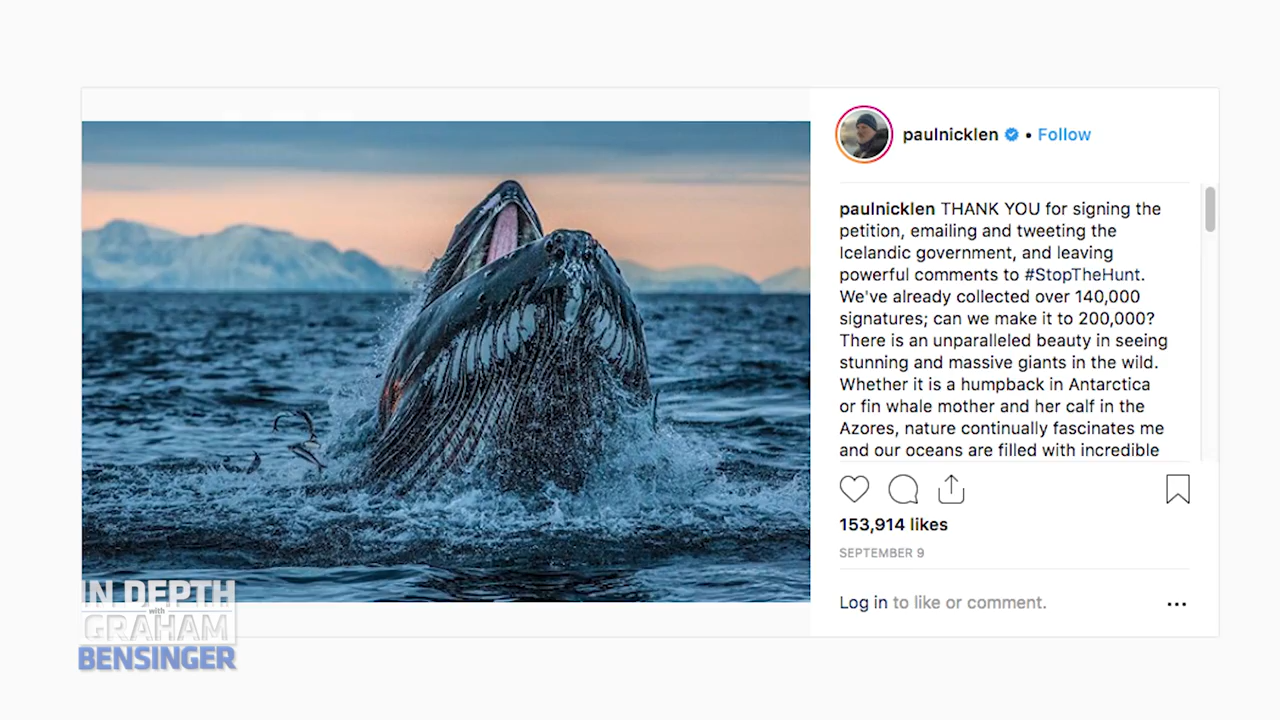 paulnicklen • Follow
paulnicklen THANK YOU for signing the
petition, emailing and tweeting the
Icelandic government, and leaving
powerful comments to #StopTheHunt.
We've already collected over 140,000
signatures; can we make it to 200,000?
There is an unparalleled beauty in seeing
stunning and massive giants in the wild.
Whether it is a humpback in Antarctica
or fin whale mother and her calf in the
Azores, nature continually fascinates me
and our oceans are filled with incredible
153,914 likes
SEPTEMBER 9
Log in to like or comment.
IN DEPTH
with
GRAHAM
BENSINGER